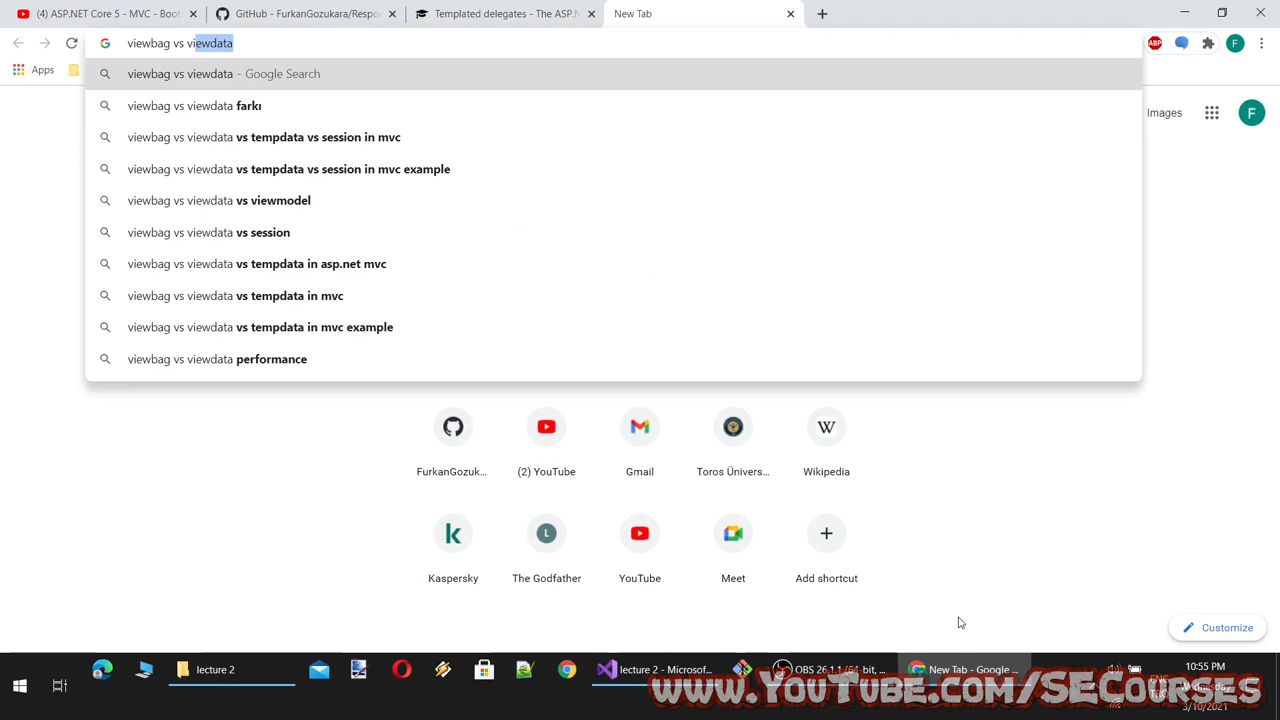 (4) ASP.NET Core 5 - MVC - Boot
GitHub - FurkanGozukara/Respo
Templated delegates - The ASP.N
New Tab
viewbag vs viewdata
ABP
F
Apps
viewbag vs viewdata - Google Search
viewbag vs viewdata farkı
Images
F
viewbag vs viewdata vs tempdata vs session in mvc
viewbag vs viewdata vs tempdata vs session in mvc example
viewbag vs viewdata vs viewmodel
viewbag vs viewdata vs session
viewbag vs viewdata vs tempdata in asp.net mvc
viewbag vs viewdata vs tempdata in mvc
viewbag vs viewdata vs tempdata in mvc example
viewbag vs viewdata performance
FurkanGozuk...
(2) YouTube
Gmail
Toros Univers...
Wikipedia
Kaspersky
The Godfather
YouTube
Meet
Add shortcut
Customize
lecture 2
lecture 2 - Microsof...
OBS 26.1.1 (64-bit, ...
New Tab - Google ...
10:55 PM
Wednesday
3/10/2021
www.YouTube.com/SECourses